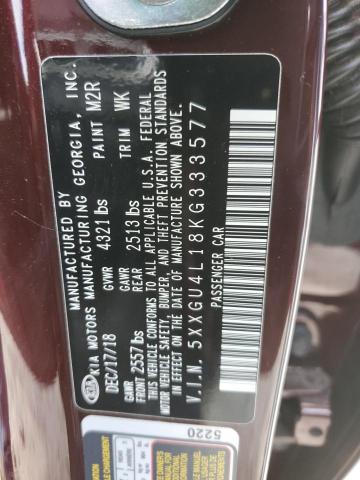 MANUFACTURED BY
KIA MOTORS MANUFACTURING GEORGIA, INC.
DEC/17/18 4321 lbs PAINT M2R
GAWR 2557 lbs GAWR REAR 2513 lbs TRIM WK
THIS VEHICLE CONFORMS TO ALL APPLICABLE U.S.A. FEDERAL
MOTOR VEHICLE SAFETY, BUMPER, AND THEFT PREVENTION
STANDARDS IN EFFECT ON THE DATE OF MANUFACTURE SHOWN ABOVE.
V.I.N. 5XXGU4L18KG333577
PASSENGER CAR
5220